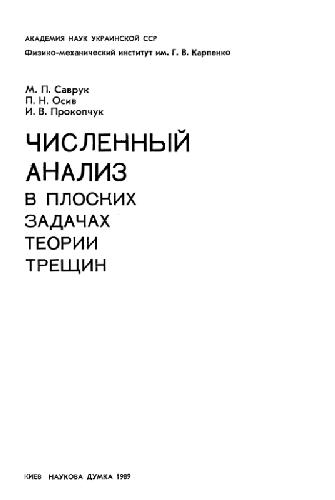 АКАДЕМИЯ НАУК УКРАИНСКОЙ ССР
Физико-механический институт им. Г. В. Карпенко
М. П. Саврук
П. Н. Осив
И. В. Прокопчук
ЧИСЛЕННЫЙ
АНАЛИЗ
В ПЛОСКИХ
ЗАДАЧАХ
ТЕОРИИ
ТРЕЩИН
КИЕВ НАУКОВА ДУМКА 1989